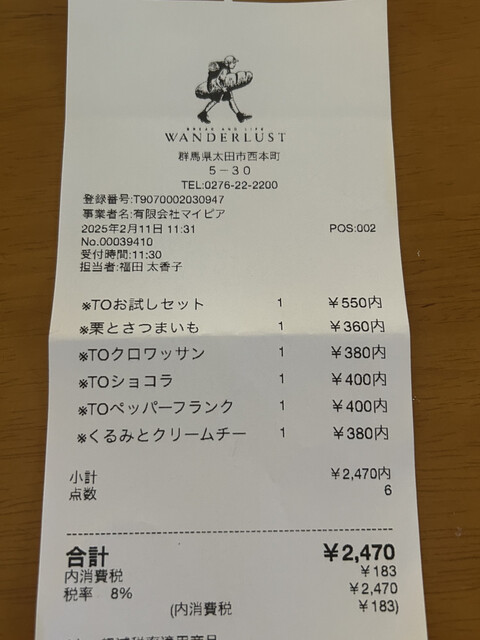 BREAD AND LIFE
WANDERLUST
群馬県太田市西本町
5−30
TEL:0276-22-2200
登録番号:T9070002030947
事業者名:有限会社マイピア
2025年2月11日 11:31 POS:002
No.00039410
受付時間:11:30
担当者:福田 太香子
※TOお試しセット 1 ¥550内
※栗とさつまいも 1 ¥360内
※TOクロワッサン 1 ¥380内
※TOショコラ 1 ¥400内
※TOペッパーフランク 1 ¥400内
※くるみとクリームチー 1 ¥380内
小計 ¥2,470内
点数 6
合計 ¥2,470
内消費税 ¥183
税率 8% ¥2,470
(内消費税 ¥183)